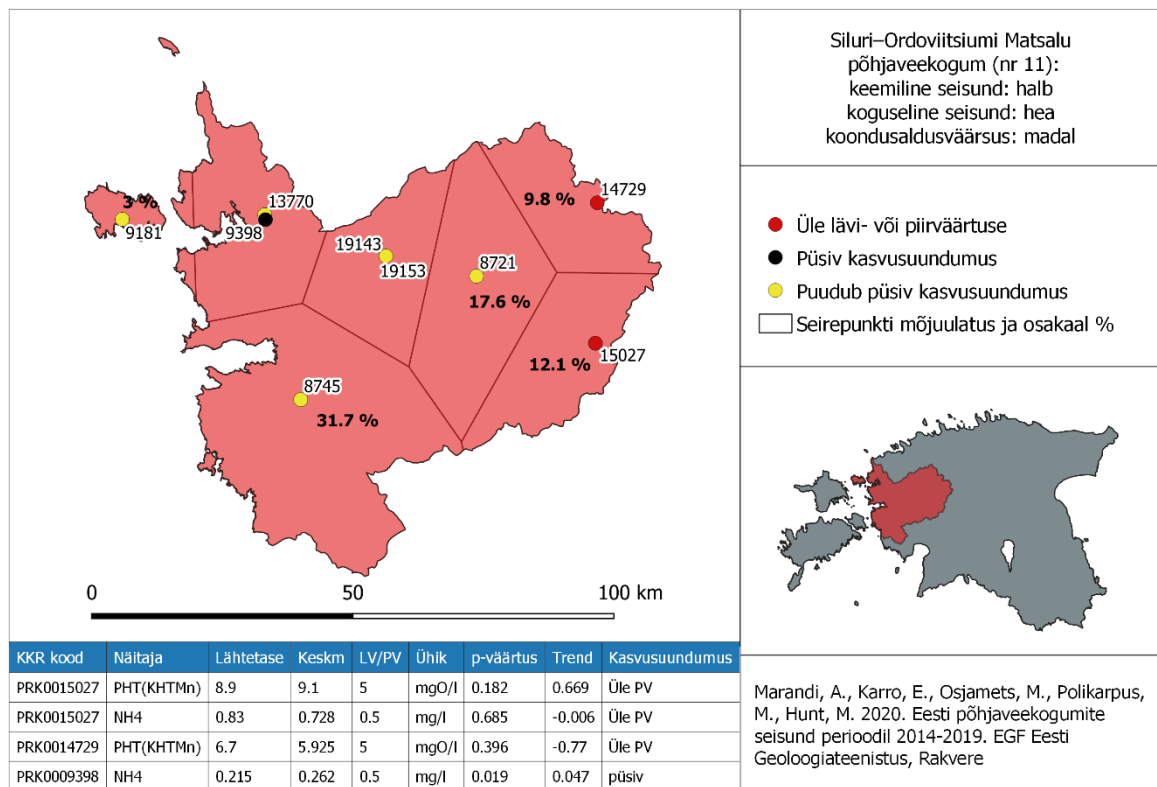 Siluri–Ordoviitsiumi Matsalu
põhjaveekogum (nr 11):
keemiline seisund: halb
koguseline seisund: hea
koondusaldusväärsus: madal
Üle lävi- või piirväärtuse
Püsiv kasvusuundumus
Puudub püsiv kasvusuundumus
Seirepunkti mõjuulatus ja osakaal %
3 %
9181
13770
9398
19143
19153
8721
17.6 %
9.8 %
14729
15027
12.1 %
8745
31.7 %
0 50 100 km
KKR kood Näitaja Lähtetase Keskm LV/PV Ühik p-väärtus Trend Kasvusuundumus
PRK0015027 PHT(KHTMn) 8.9 9.1 5 mgO/l 0.182 0.669 Üle PV
PRK0015027 NH4 0.83 0.728 0.5 mg/l 0.685 -0.006 Üle PV
PRK0014729 PHT(KHTMn) 6.7 5.925 5 mgO/l 0.396 -0.77 Üle PV
PRK0009398 NH4 0.215 0.262 0.5 mg/l 0.019 0.047 püsiv
Marandi, A., Karro, E., Osjamets, M., Polikarpus,
M., Hunt, M. 2020. Eesti põhjaveekogumite
seisund perioodil 2014-2019. EGF Eesti
Geoloogiateenistus, Rakvere